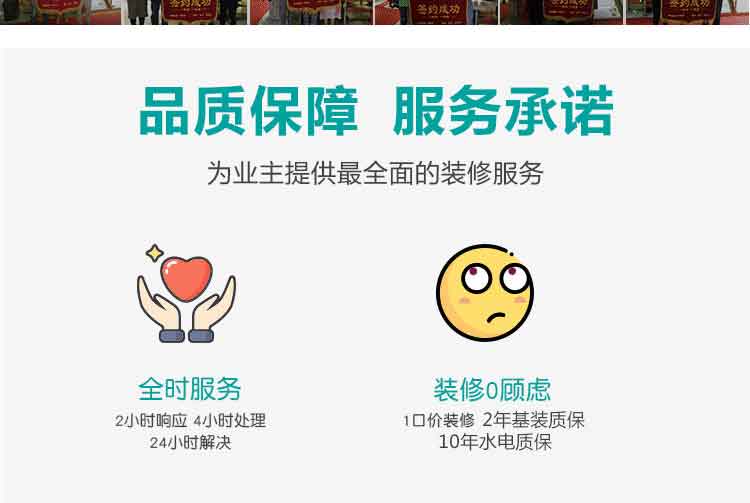 签约成功 签约成功 签约成功 签约成功 签约成功
品质保障 服务承诺
为业主提供最全面的装修服务
全时服务
2小时响应 4小时处理
24小时解决
装修0顾虑
1口价装修 2年基装质保
10年水电质保